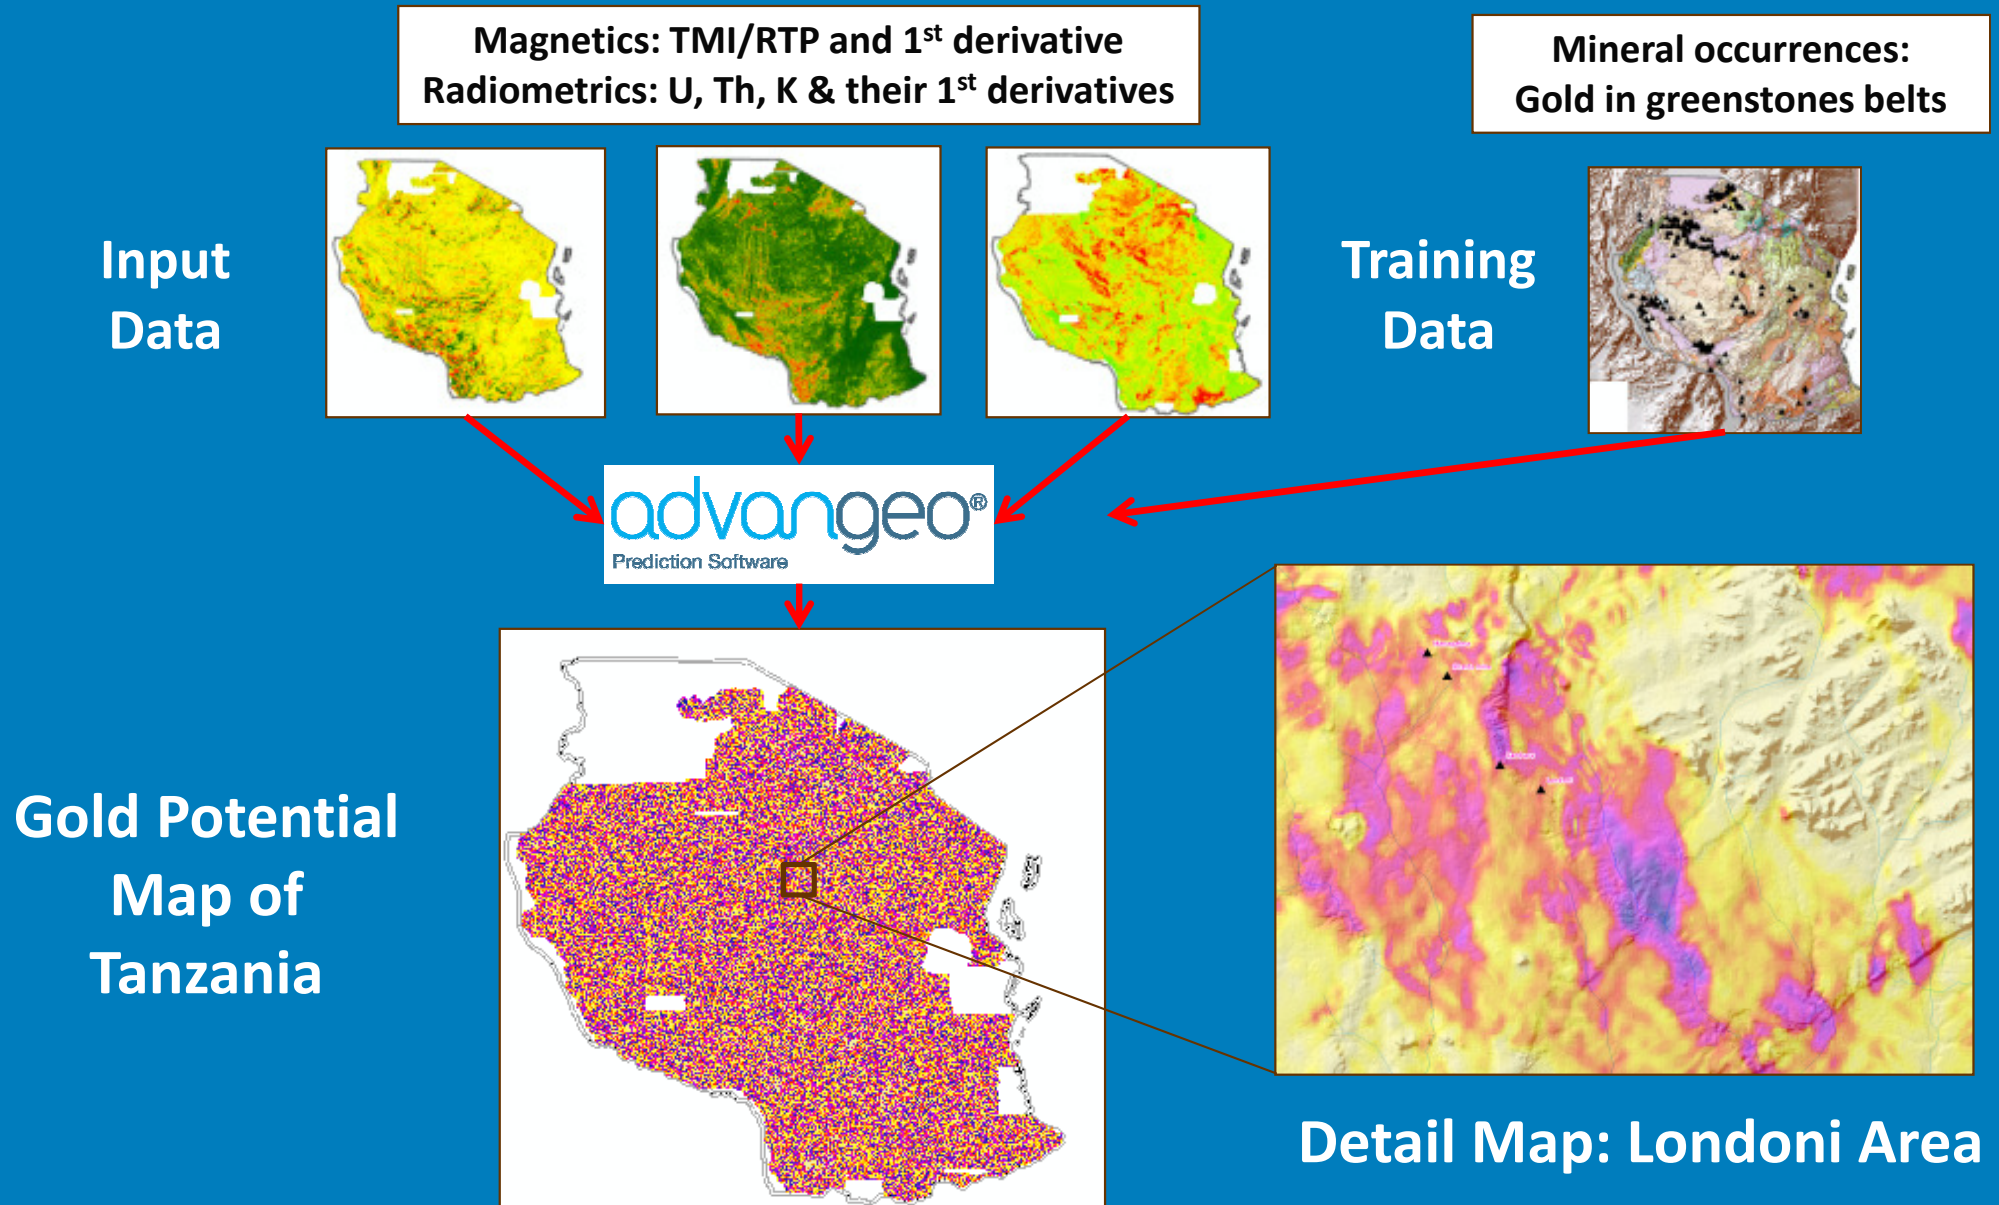 Magnetics: TMI/RTP and 1st derivative
Radiometrics: U, Th, K & their 1st derivatives
Mineral occurrences:
Gold in greenstones belts
Input
Data
Training
Data
advangeo®
Prediction Software
Gold Potential
Map of
Tanzania
Detail Map: Londoni Area